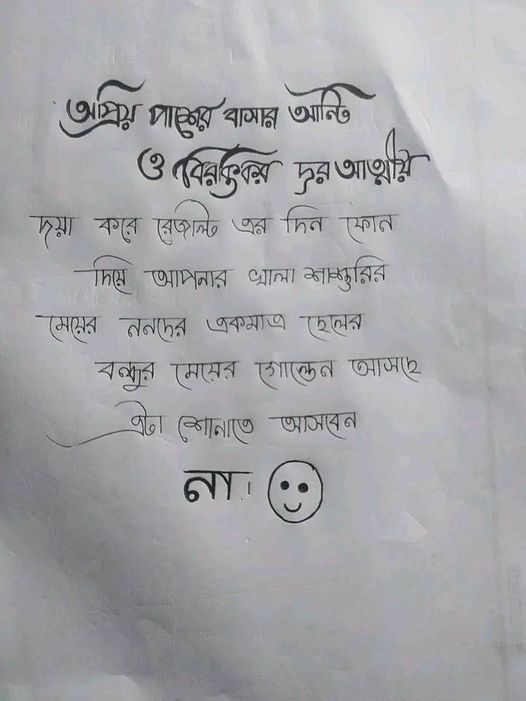 অপ্রিয় পাশের বাসার আন্টি
ও বিরক্তিকর দূর আত্মীয়
দয়া করে রেজাল্ট এর দিন ফোন
দিয়ে আপনার খালা শাশুরির
মেয়ের ননদের একমাত্র ছেলের
বন্ধুর মেয়ের গোল্ডেন আসছে
এটা শোনাতে আসবেন
না।